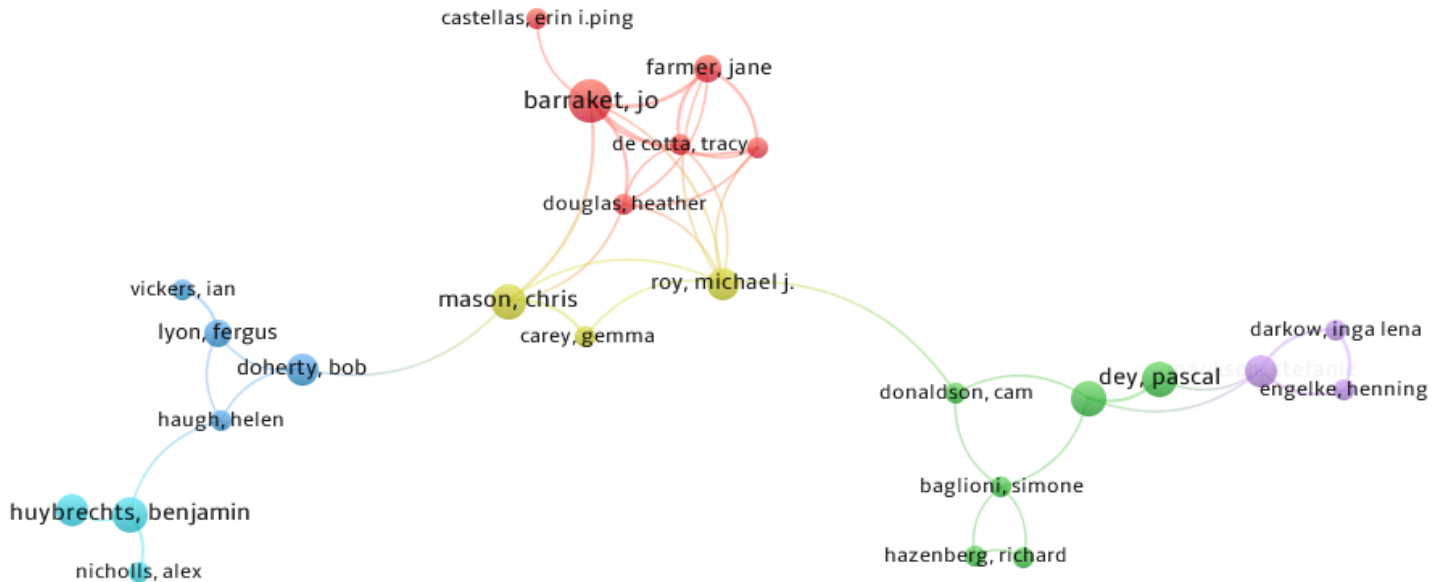 castellas, erin i.ping
farmer, jane
barraket, jo
de cotta, tracy
douglas, heather
roy, michael j.
vickers, ian
mason, chris
lyon, fergus
carey, gemma
darkow, inga lena
doherty, bob
dey, pascal
stefanie
engelke, henning
donaldson, cam
haugh, helen
baglioni, simone
huybrechts, benjamin
hazenberg, richard
nicholls, alex